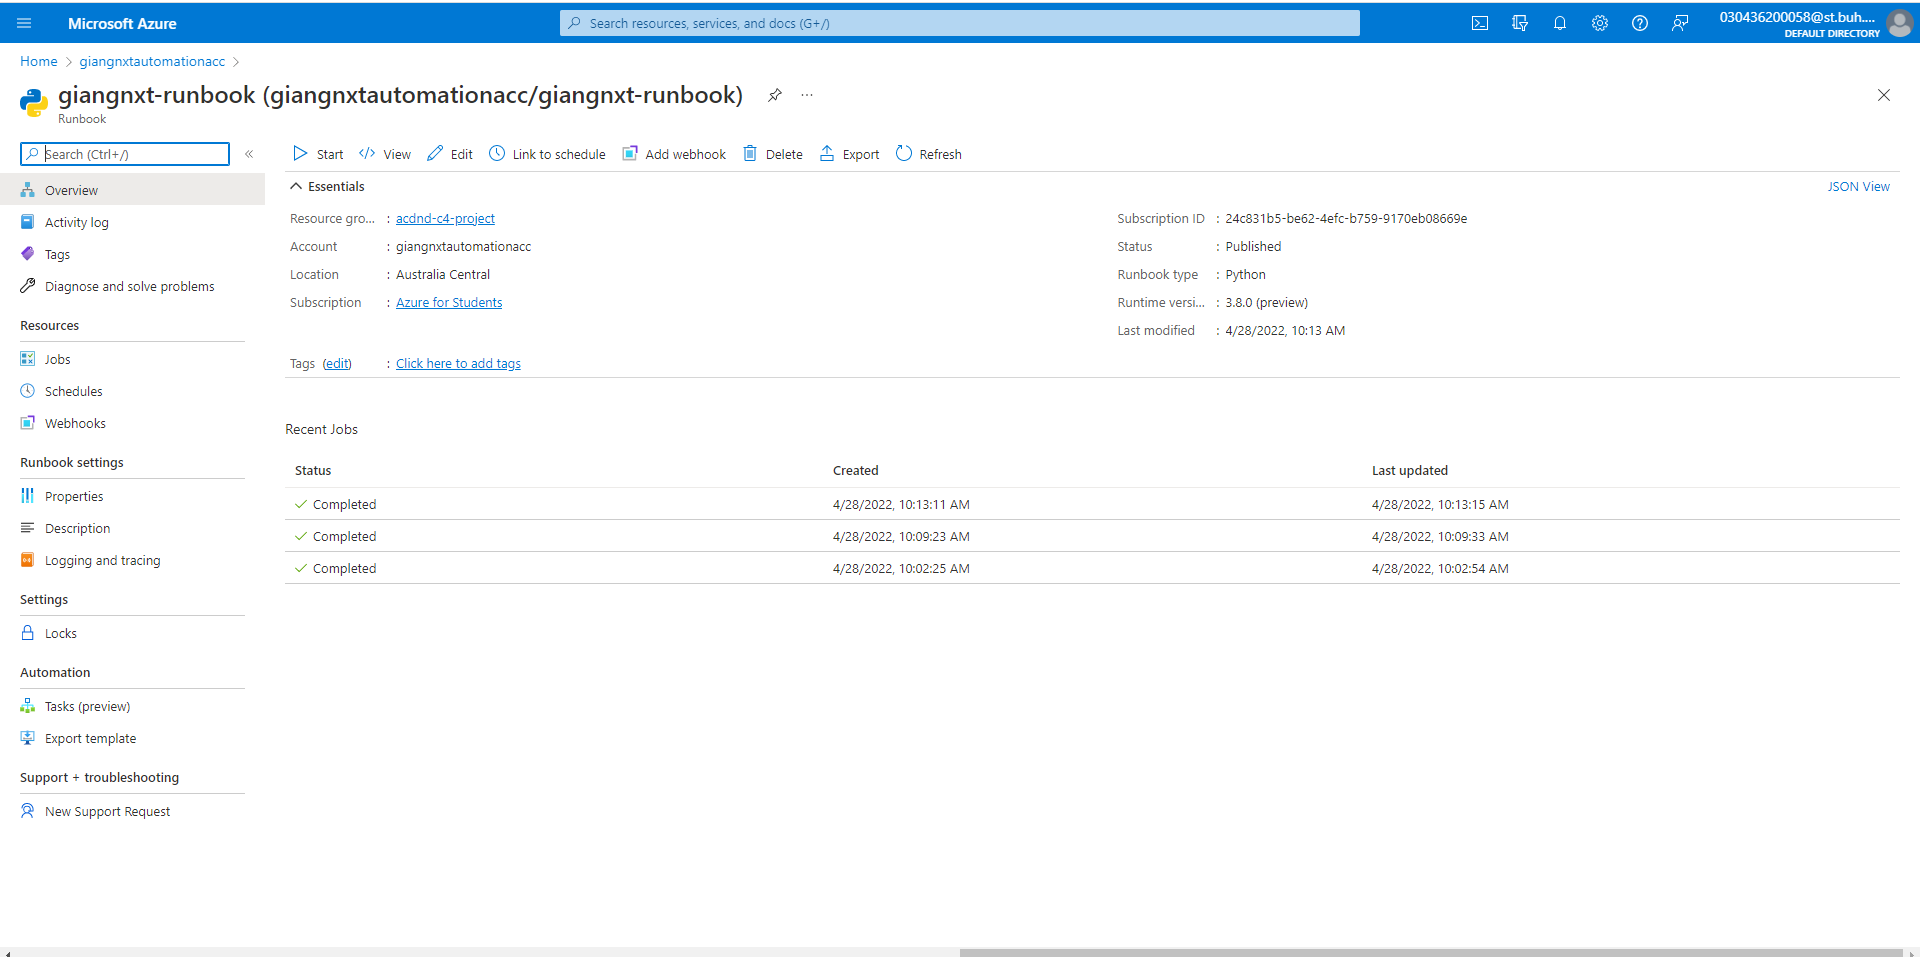 Microsoft Azure
Search resources, services, and docs (G+/)
030436200058@st.buh....
DEFAULT DIRECTORY
Home > giangnxtautomationacc >
giangnxt-runbook (giangnxtautomationacc/giangnxt-runbook) ...
Runbook
Search (Ctrl+/)
«
Start
View
Edit
Link to schedule
Add webhook
Delete
Export
Refresh
Overview
Activity log
Tags
Diagnose and solve problems
Resources
Jobs
Schedules
Webhooks
Runbook settings
Properties
Description
Logging and tracing
Settings
Locks
Automation
Tasks (preview)
Export template
Support + troubleshooting
New Support Request
Essentials
JSON View
Resource gro... : acdnd-c4-project
Account : giangnxtautomationacc
Location : Australia Central
Subscription : Azure for Students
Subscription ID : 24c831b5-be62-4efc-b759-9170eb08669e
Status : Published
Runbook type : Python
Runtime versi... : 3.8.0 (preview)
Last modified : 4/28/2022, 10:13 AM
Tags (edit) : Click here to add tags
Recent Jobs
Status Created Last updated
Completed 4/28/2022, 10:13:11 AM 4/28/2022, 10:13:15 AM
Completed 4/28/2022, 10:09:23 AM 4/28/2022, 10:09:33 AM
Completed 4/28/2022, 10:02:25 AM 4/28/2022, 10:02:54 AM